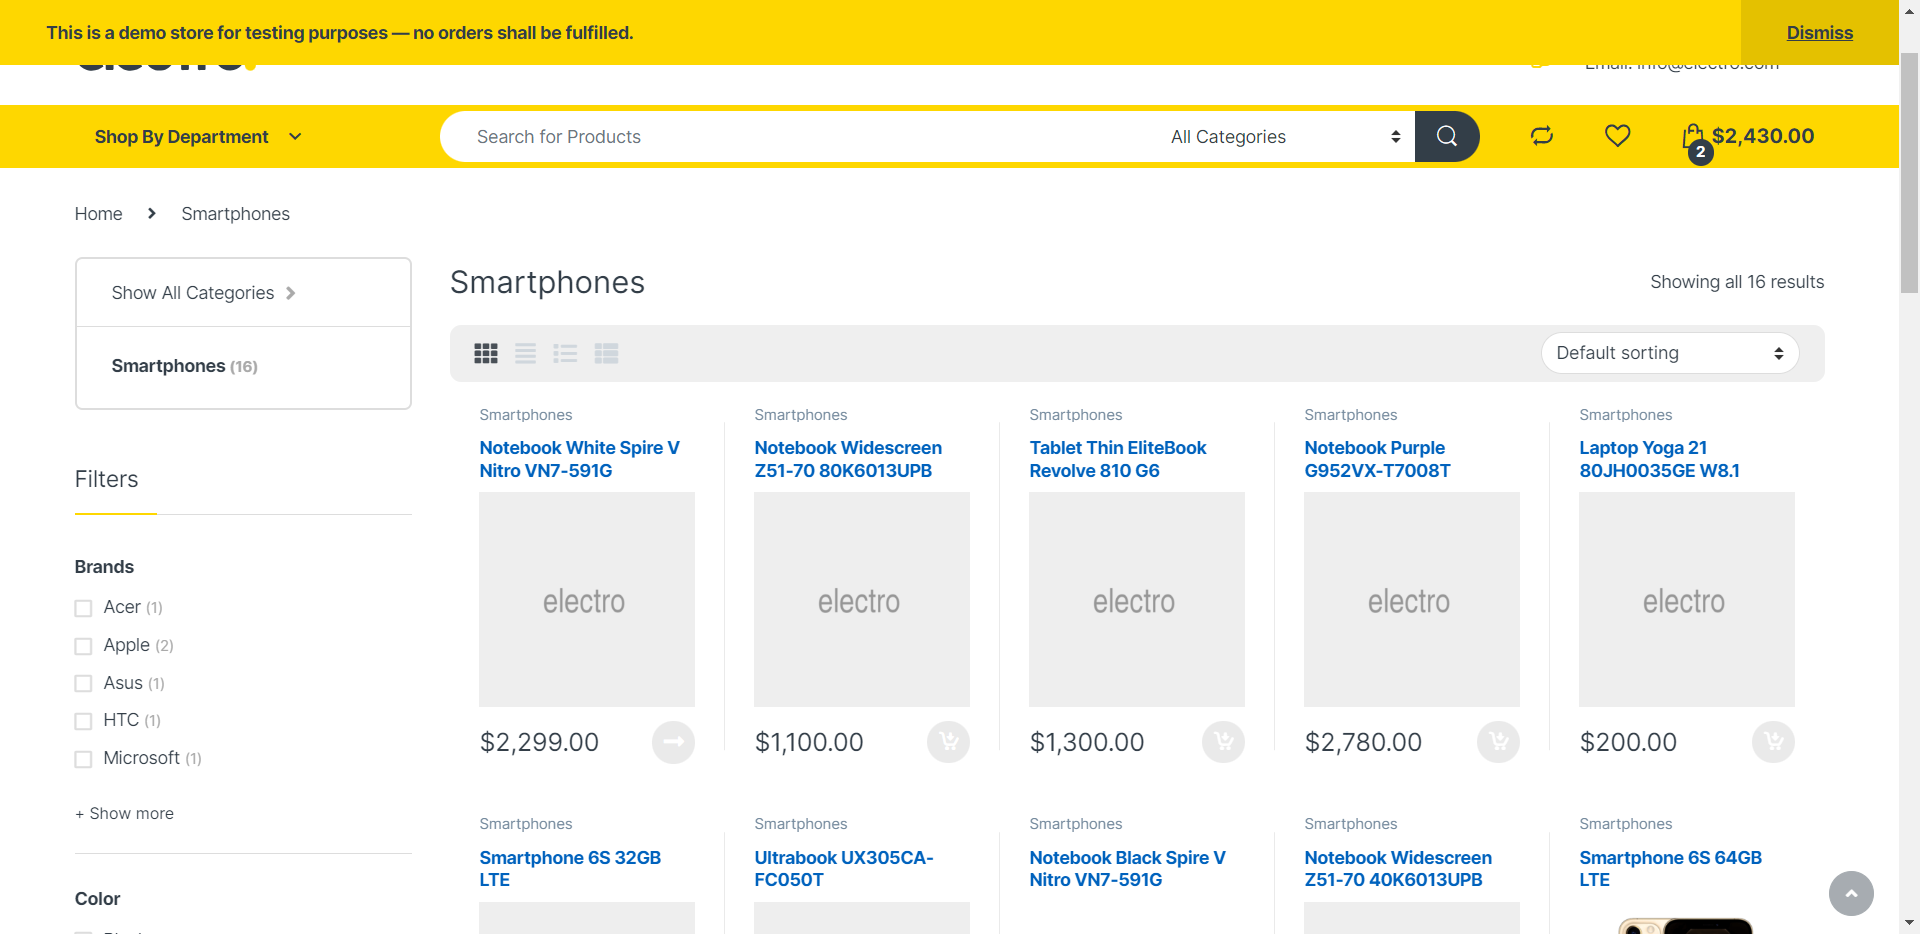 This is a demo store for testing purposes — no orders shall be fulfilled.
Dismiss
electro.
Email: info@electro.com
Shop By Department
Search for Products
All Categories
2
$2,430.00
Home
Smartphones
Show All Categories
Smartphones (16)
Smartphones
Showing all 16 results
Default sorting
Filters
Brands
Acer (1)
Apple (2)
Asus (1)
HTC (1)
Microsoft (1)
+ Show more
Color
Smartphones
Notebook White Spire V
Nitro VN7-591G
electro
$2,299.00
Smartphones
Notebook Widescreen
Z51-70 80K6013UPB
electro
$1,100.00
Smartphones
Tablet Thin EliteBook
Revolve 810 G6
electro
$1,300.00
Smartphones
Notebook Purple
G952VX-T7008T
electro
$2,780.00
Smartphones
Laptop Yoga 21
80JH0035GE W8.1
electro
$200.00
Smartphones
Smartphone 6S 32GB
LTE
Smartphones
Ultrabook UX305CA-
FC050T
Smartphones
Notebook Black Spire V
Nitro VN7-591G
Smartphones
Notebook Widescreen
Z51-70 40K6013UPB
Smartphones
Smartphone 6S 64GB
LTE